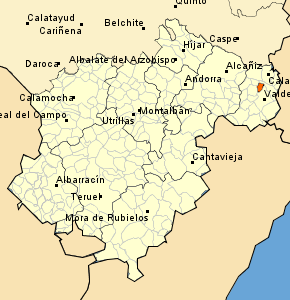 Quinto
Calatayud
Cariñena
Belchite
Caspe
Híjar
Daroca
Albalate del Arzobispo
Alcañiz
Andorra
Cala
Valde
Calamocha
Montalbán
eal del Campo
Utrillas
Cantavieja
Albarracín
Teruel
Mora de Rubielos